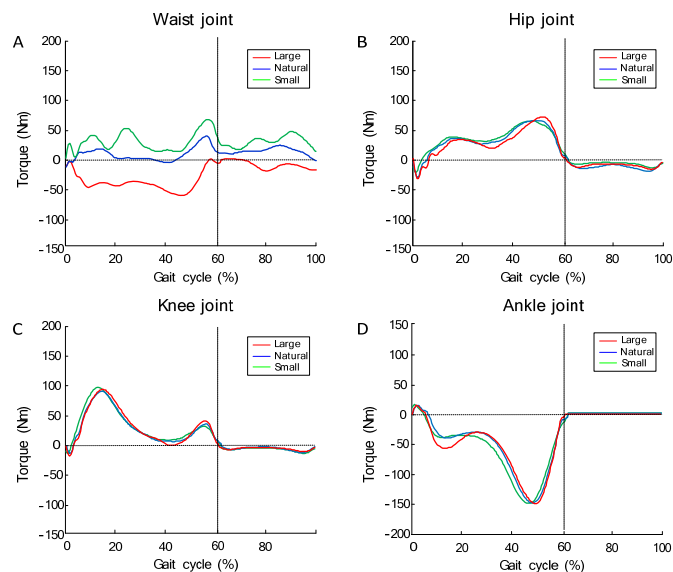 Waist joint
A
Torque (Nm)
200
150
100
50
0
-50
-100
-150
Large
Natural
Small
0 20 40 60 80 100
Gait cycle (%)
Hip joint
B
Torque (Nm)
200
150
100
50
0
-50
-100
-150
Large
Natural
Small
0 20 40 60 80 100
Gait cycle (%)
Knee joint
C
Torque (Nm)
200
150
100
50
0
-50
-100
-150
Large
Natural
Small
0 20 40 60 80 100
Gait cycle (%)
Ankle joint
D
Torque (Nm)
150
100
50
0
-50
-100
-150
-200
Large
Natural
Small
0 20 40 60 80 100
Gait cycle (%)